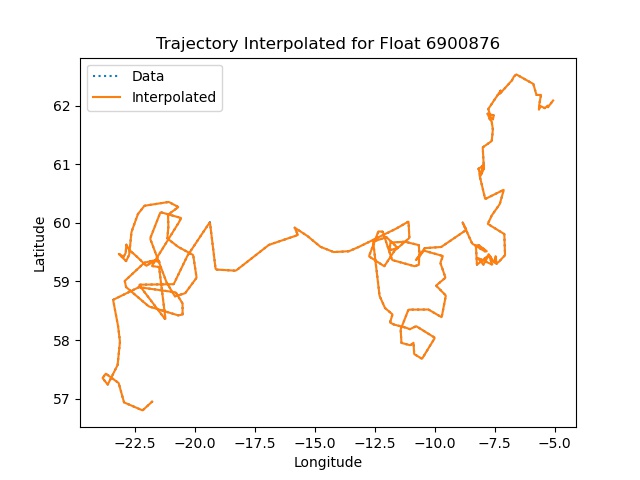 Trajectory Interpolated for Float 6900876
Data
Interpolated
62
61
60
59
58
57
Latitude
−22.5 −20.0 −17.5 −15.0 −12.5 −10.0 −7.5 −5.0
Longitude